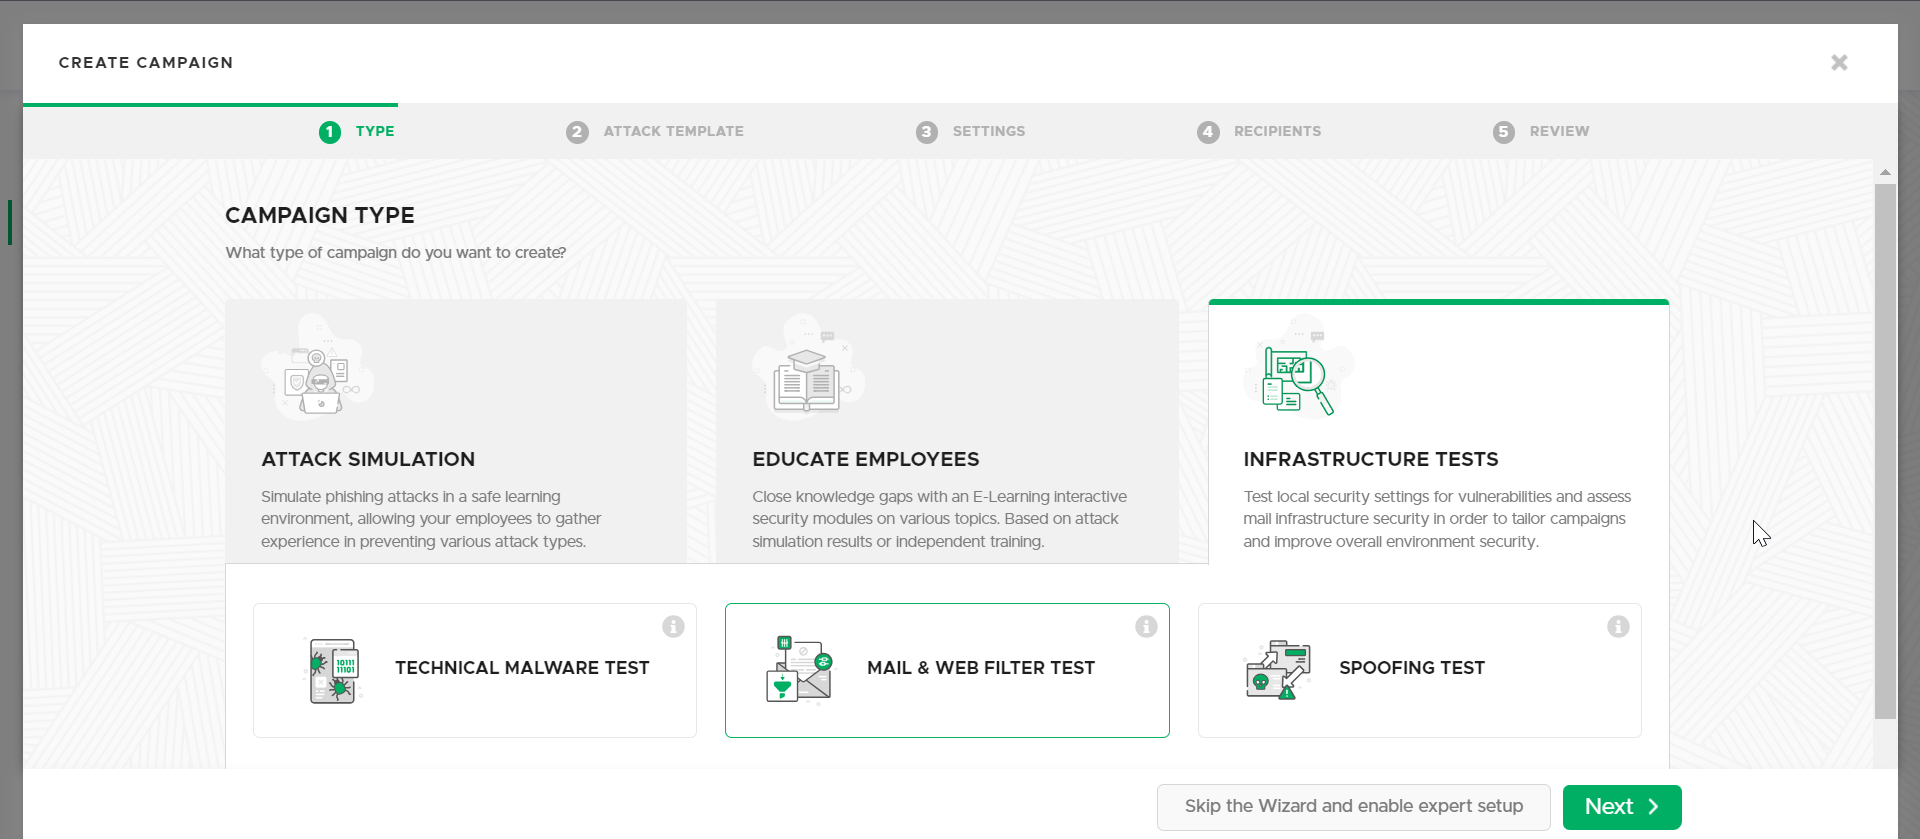 CREATE CAMPAIGN
1 TYPE
2 ATTACK TEMPLATE
3 SETTINGS
4 RECIPIENTS
5 REVIEW
CAMPAIGN TYPE
What type of campaign do you want to create?
ATTACK SIMULATION
Simulate phishing attacks in a safe learning
environment, allowing your employees to gather
experience in preventing various attack types.
EDUCATE EMPLOYEES
Close knowledge gaps with an E-Learning interactive
security modules on various topics. Based on attack
simulation results or independent training.
INFRASTRUCTURE TESTS
Test local security settings for vulnerabilities and assess
mail infrastructure security in order to tailor campaigns
and improve overall environment security.
10111
11101
TECHNICAL MALWARE TEST
MAIL & WEB FILTER TEST
SPOOFING TEST
Skip the Wizard and enable expert setup
Next